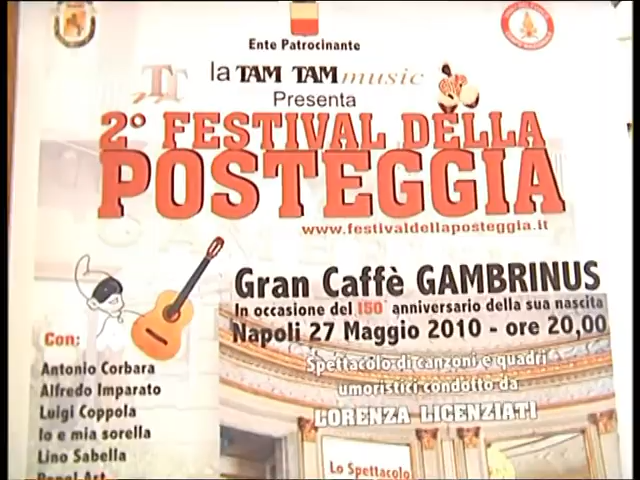 Ente Patrocinante
la TAM TAM music
Presenta
2° FESTIVAL DELLA
POSTEGGIA
www.festivaldellaposteggia.it
Gran Caffè GAMBRINUS
In occasione del 150° anniversario della sua nascita
Napoli 27 Maggio 2010 - ore 20,00
Spettacolo di canzoni e quadri
umoristici condotto da
LORENZA LICENZIATI
Con:
Antonio Corbara
Alfredo Imparato
Luigi Coppola
Io e mia sorella
Lino Sabella
Lo Spettacolo